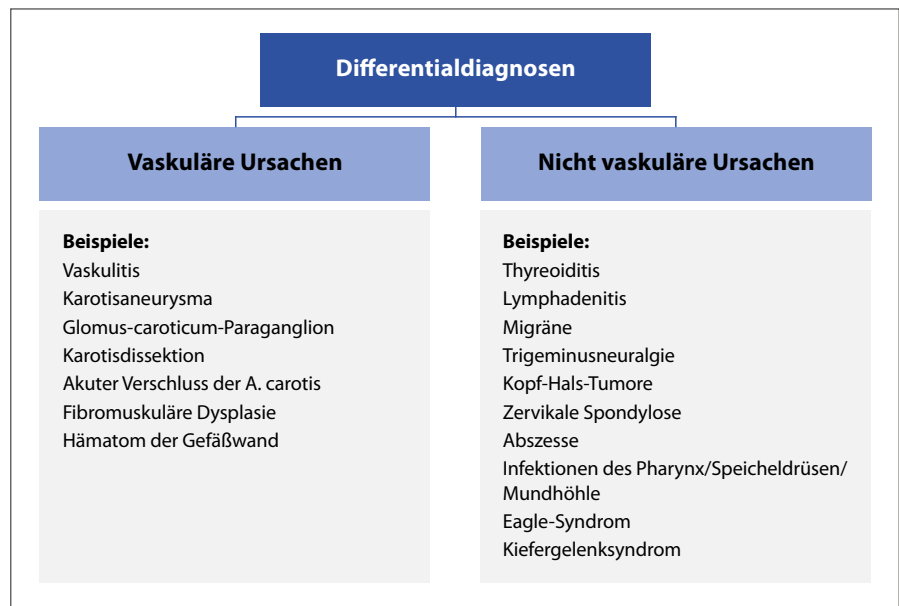 Differentialdiagnosen
Vaskuläre Ursachen
Beispiele:
Vaskulitis
Karotisaneurysma
Glomus-caroticum-Paraganglion
Karotisdissektion
Akuter Verschluss der A. carotis
Fibromuskuläre Dysplasie
Hämatom der Gefäßwand
Nicht vaskuläre Ursachen
Beispiele:
Thyreoiditis
Lymphadenitis
Migräne
Trigeminusneuralgie
Kopf-Hals-Tumore
Zervikale Spondylose
Abszesse
Infektionen des Pharynx/Speicheldrüsen/
Mundhöhle
Eagle-Syndrom
Kiefergelenksyndrom